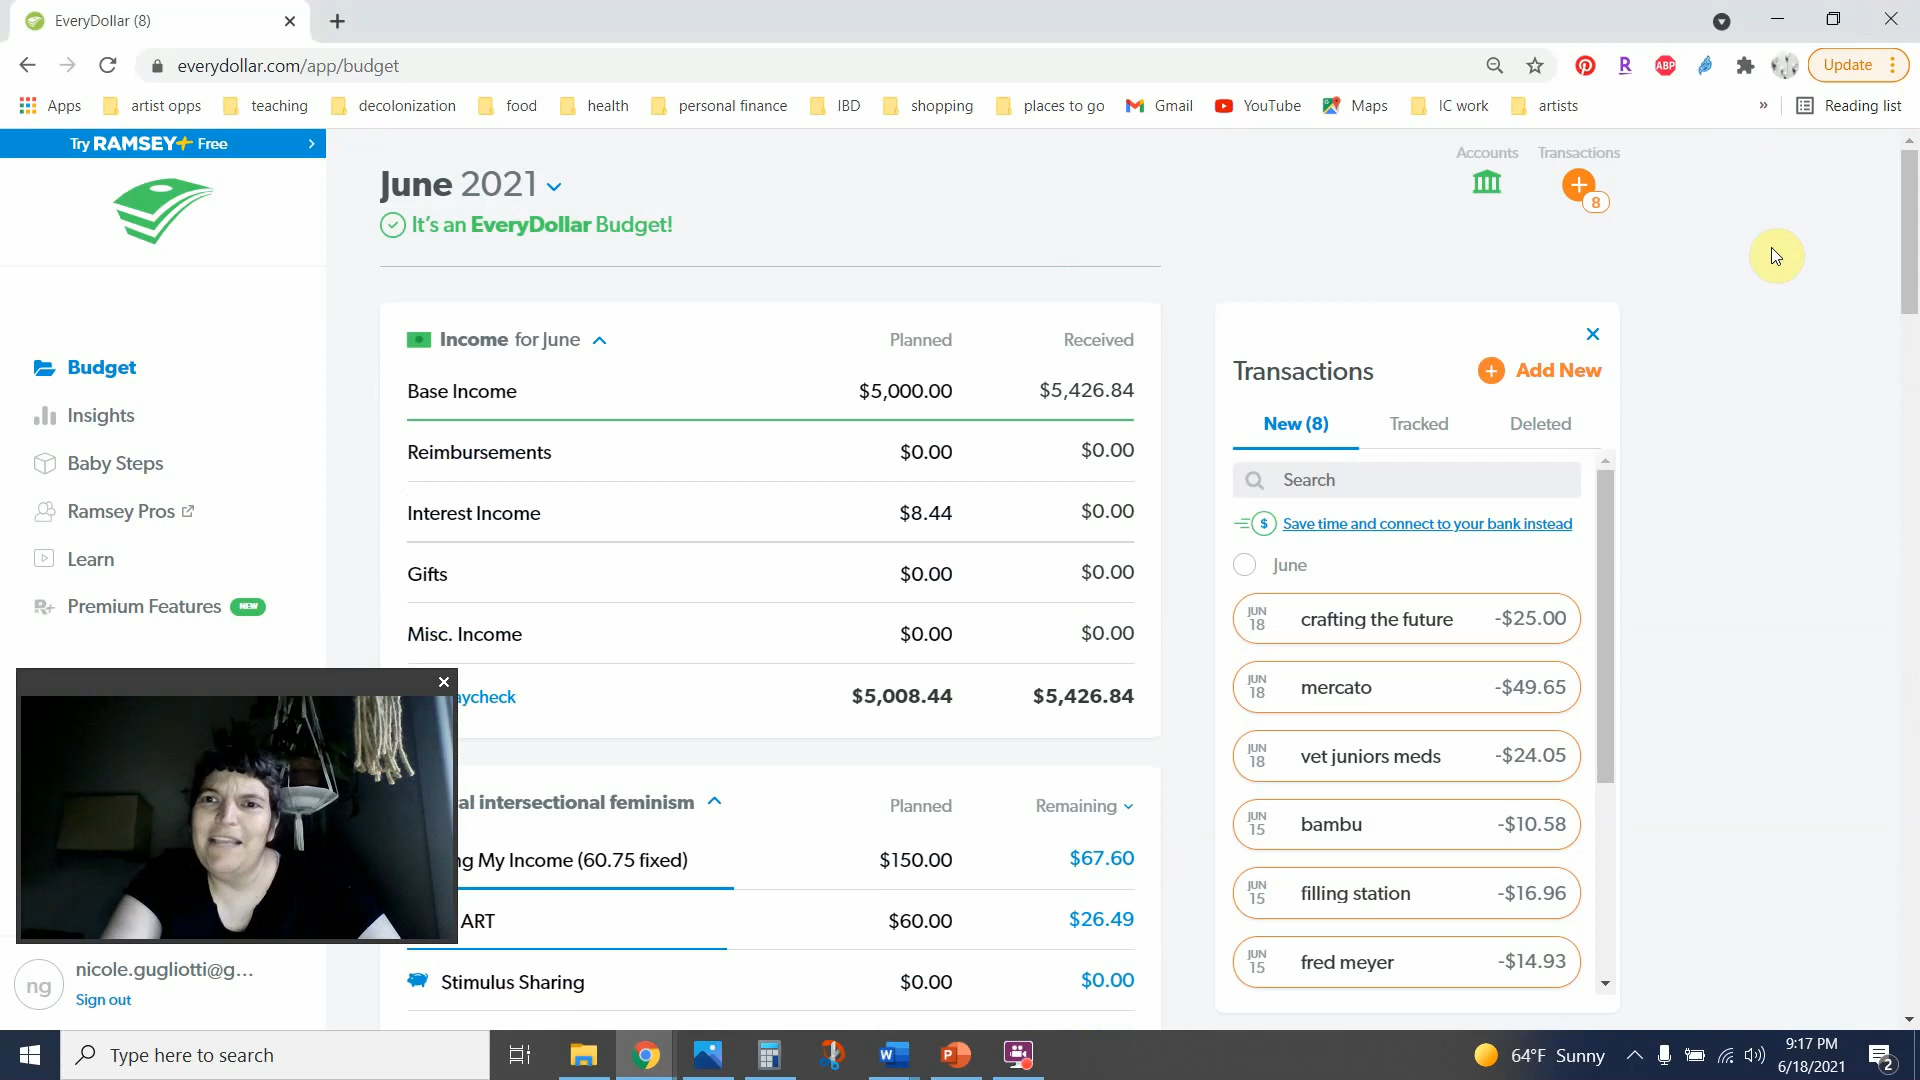 EveryDollar (8)
everydollar.com/app/budget
R
ABP
Update
Apps
artist opps
teaching
decolonization
food
health
personal finance
IBD
shopping
places to go
Gmail
YouTube
Maps
IC work
artists
»
Reading list
Try RAMSEY+ Free
June 2021
It's an EveryDollar Budget!
Accounts
Transactions
8
Budget
Insights
Baby Steps
Ramsey Pros
Learn
Premium Features NEW
Income for June Planned Received
Base Income $5,000.00 $5,426.84
Reimbursements $0.00 $0.00
Interest Income $8.44 $0.00
Gifts $0.00 $0.00
Misc. Income $0.00 $0.00
aycheck $5,008.44 $5,426.84
al intersectional feminism Planned Remaining
ng My Income (60.75 fixed) $150.00 $67.60
ART $60.00 $26.49
Stimulus Sharing $0.00 $0.00
Transactions
Add New
New (8) Tracked Deleted
Search
$ Save time and connect to your bank instead
June
JUN 18 crafting the future -$25.00
JUN 18 mercato -$49.65
JUN 18 vet juniors meds -$24.05
JUN 15 bambu -$10.58
JUN 15 filling station -$16.96
JUN 15 fred meyer -$14.93
ng
nicole.gugliotti@g...
Sign out
Type here to search
64°F Sunny
9:17 PM
6/18/2021
2